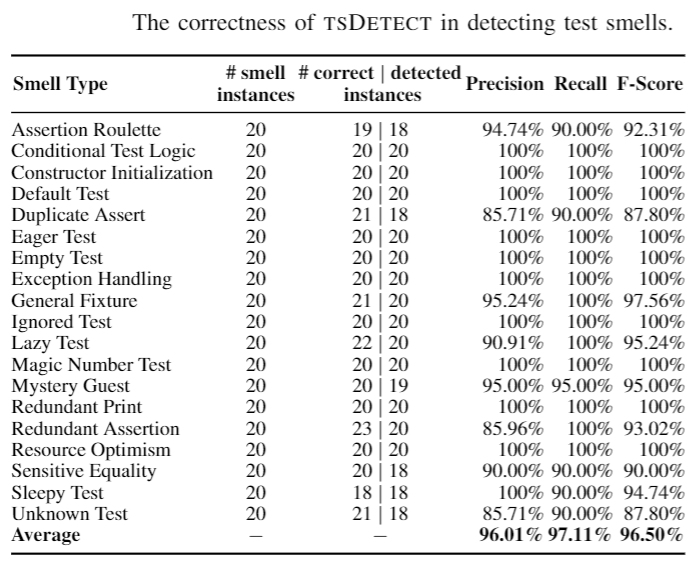 The correctness of TSDETECT in detecting test smells.
Smell Type # smell instances # correct | detected instances Precision Recall F-Score
Assertion Roulette 20 19 | 18 94.74% 90.00% 92.31%
Conditional Test Logic 20 20 | 20 100% 100% 100%
Constructor Initialization 20 20 | 20 100% 100% 100%
Default Test 20 20 | 20 100% 100% 100%
Duplicate Assert 20 21 | 18 85.71% 90.00% 87.80%
Eager Test 20 20 | 20 100% 100% 100%
Empty Test 20 20 | 20 100% 100% 100%
Exception Handling 20 20 | 20 100% 100% 100%
General Fixture 20 21 | 20 95.24% 100% 97.56%
Ignored Test 20 20 | 20 100% 100% 100%
Lazy Test 20 22 | 20 90.91% 100% 95.24%
Magic Number Test 20 20 | 20 100% 100% 100%
Mystery Guest 20 20 | 19 95.00% 95.00% 95.00%
Redundant Print 20 20 | 20 100% 100% 100%
Redundant Assertion 20 23 | 20 85.96% 100% 93.02%
Resource Optimism 20 20 | 20 100% 100% 100%
Sensitive Equality 20 20 | 18 90.00% 90.00% 90.00%
Sleepy Test 20 18 | 18 100% 90.00% 94.74%
Unknown Test 20 21 | 18 85.71% 90.00% 87.80%
Average – – 96.01% 97.11% 96.50%